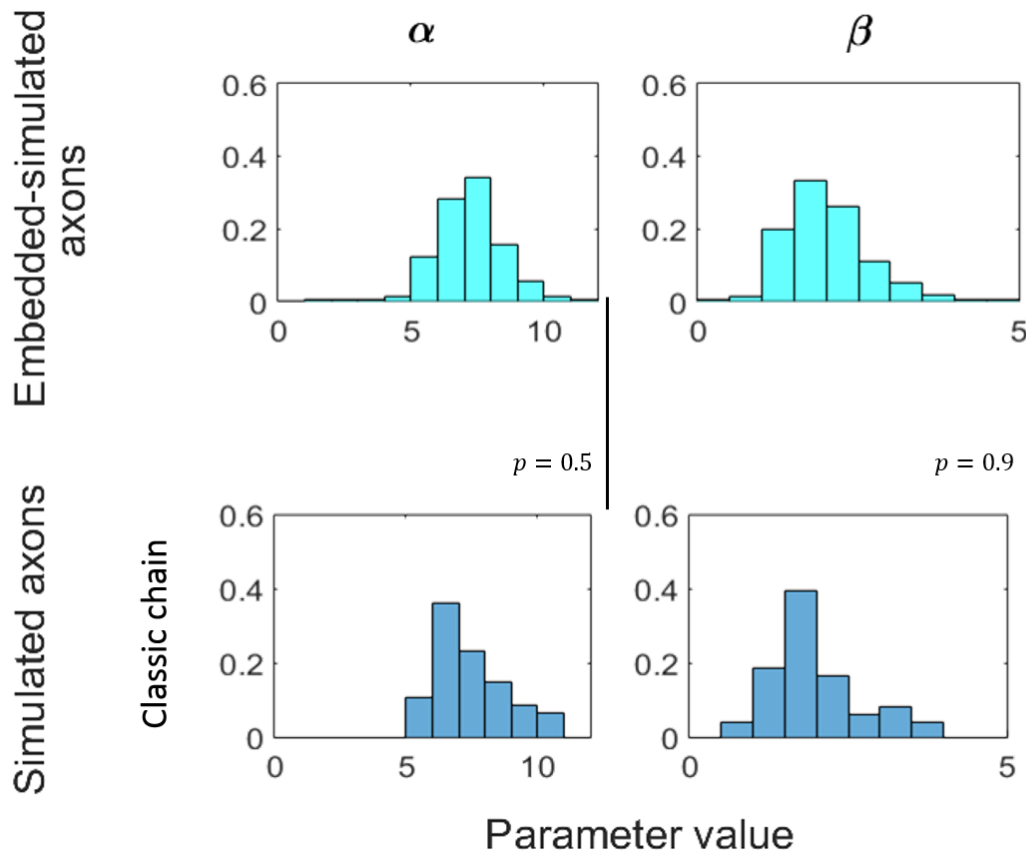 α β
Embedded-simulated
axons
0.6 0.6
0.4 0.4
0.2 0.2
0 0
0 5 10 0 5
p = 0.5 p = 0.9
Simulated axons
Classic chain
0.6 0.6
0.4 0.4
0.2 0.2
0 0
0 5 10 0 5
Parameter value